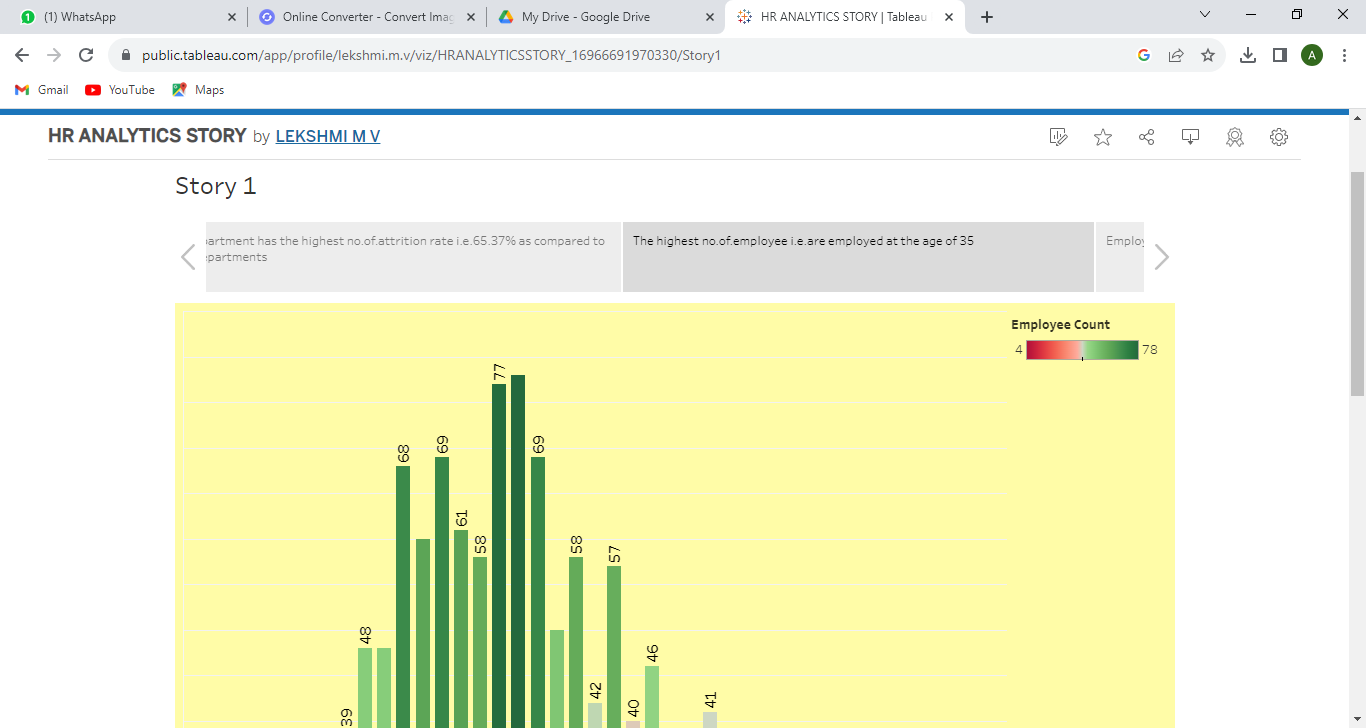 (1) WhatsApp
Online Converter - Convert Imag
My Drive - Google Drive
HR ANALYTICS STORY | Tableau
public.tableau.com/app/profile/lekshmi.m.v/viz/HRANALYTICSSTORY_16966691970330/Story1
A
Gmail
YouTube
Maps
HR ANALYTICS STORY by LEKSHMI M V
Story 1
partment has the highest no.of.attrition rate i.e.65.37% as compared to
epartments
The highest no.of.employee i.e.are employed at the age of 35
Employ
Employee Count
4
78
39
48
68
69
61
58
77
69
58
42
57
40
46
41